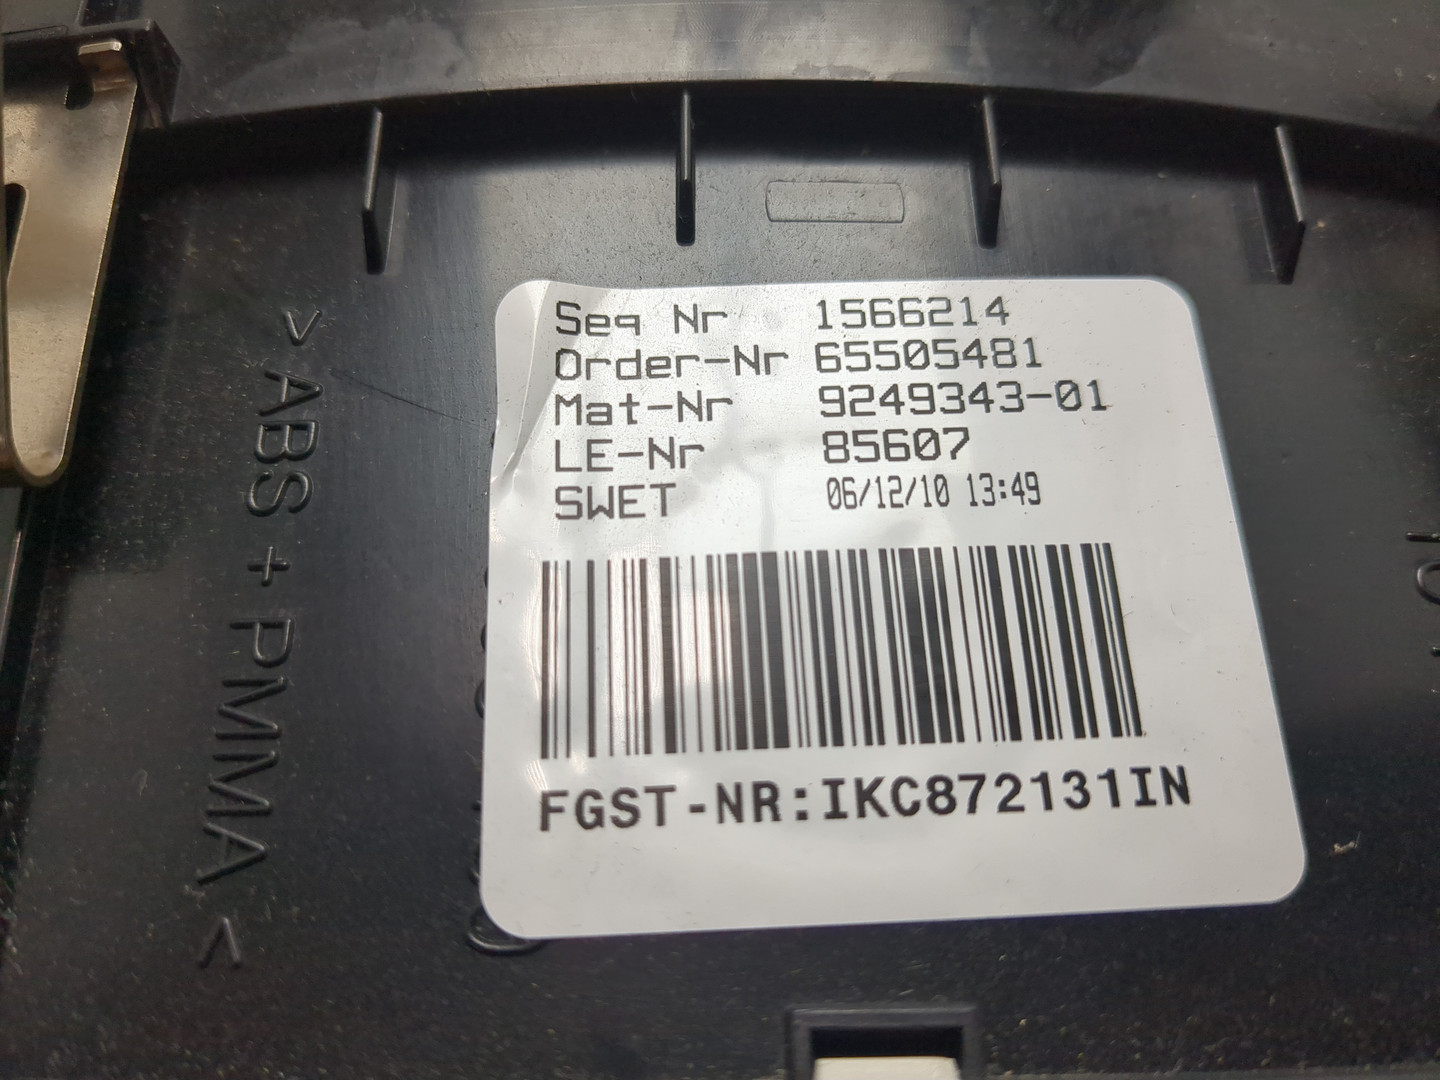 Seq Nr 1566214
Order-Nr 65505481
Mat-Nr 9249343-01
LE-Nr 85607
SWET 06/12/10 13:49
FGST-NR:IKC872131IN
>ABS + PMMA<